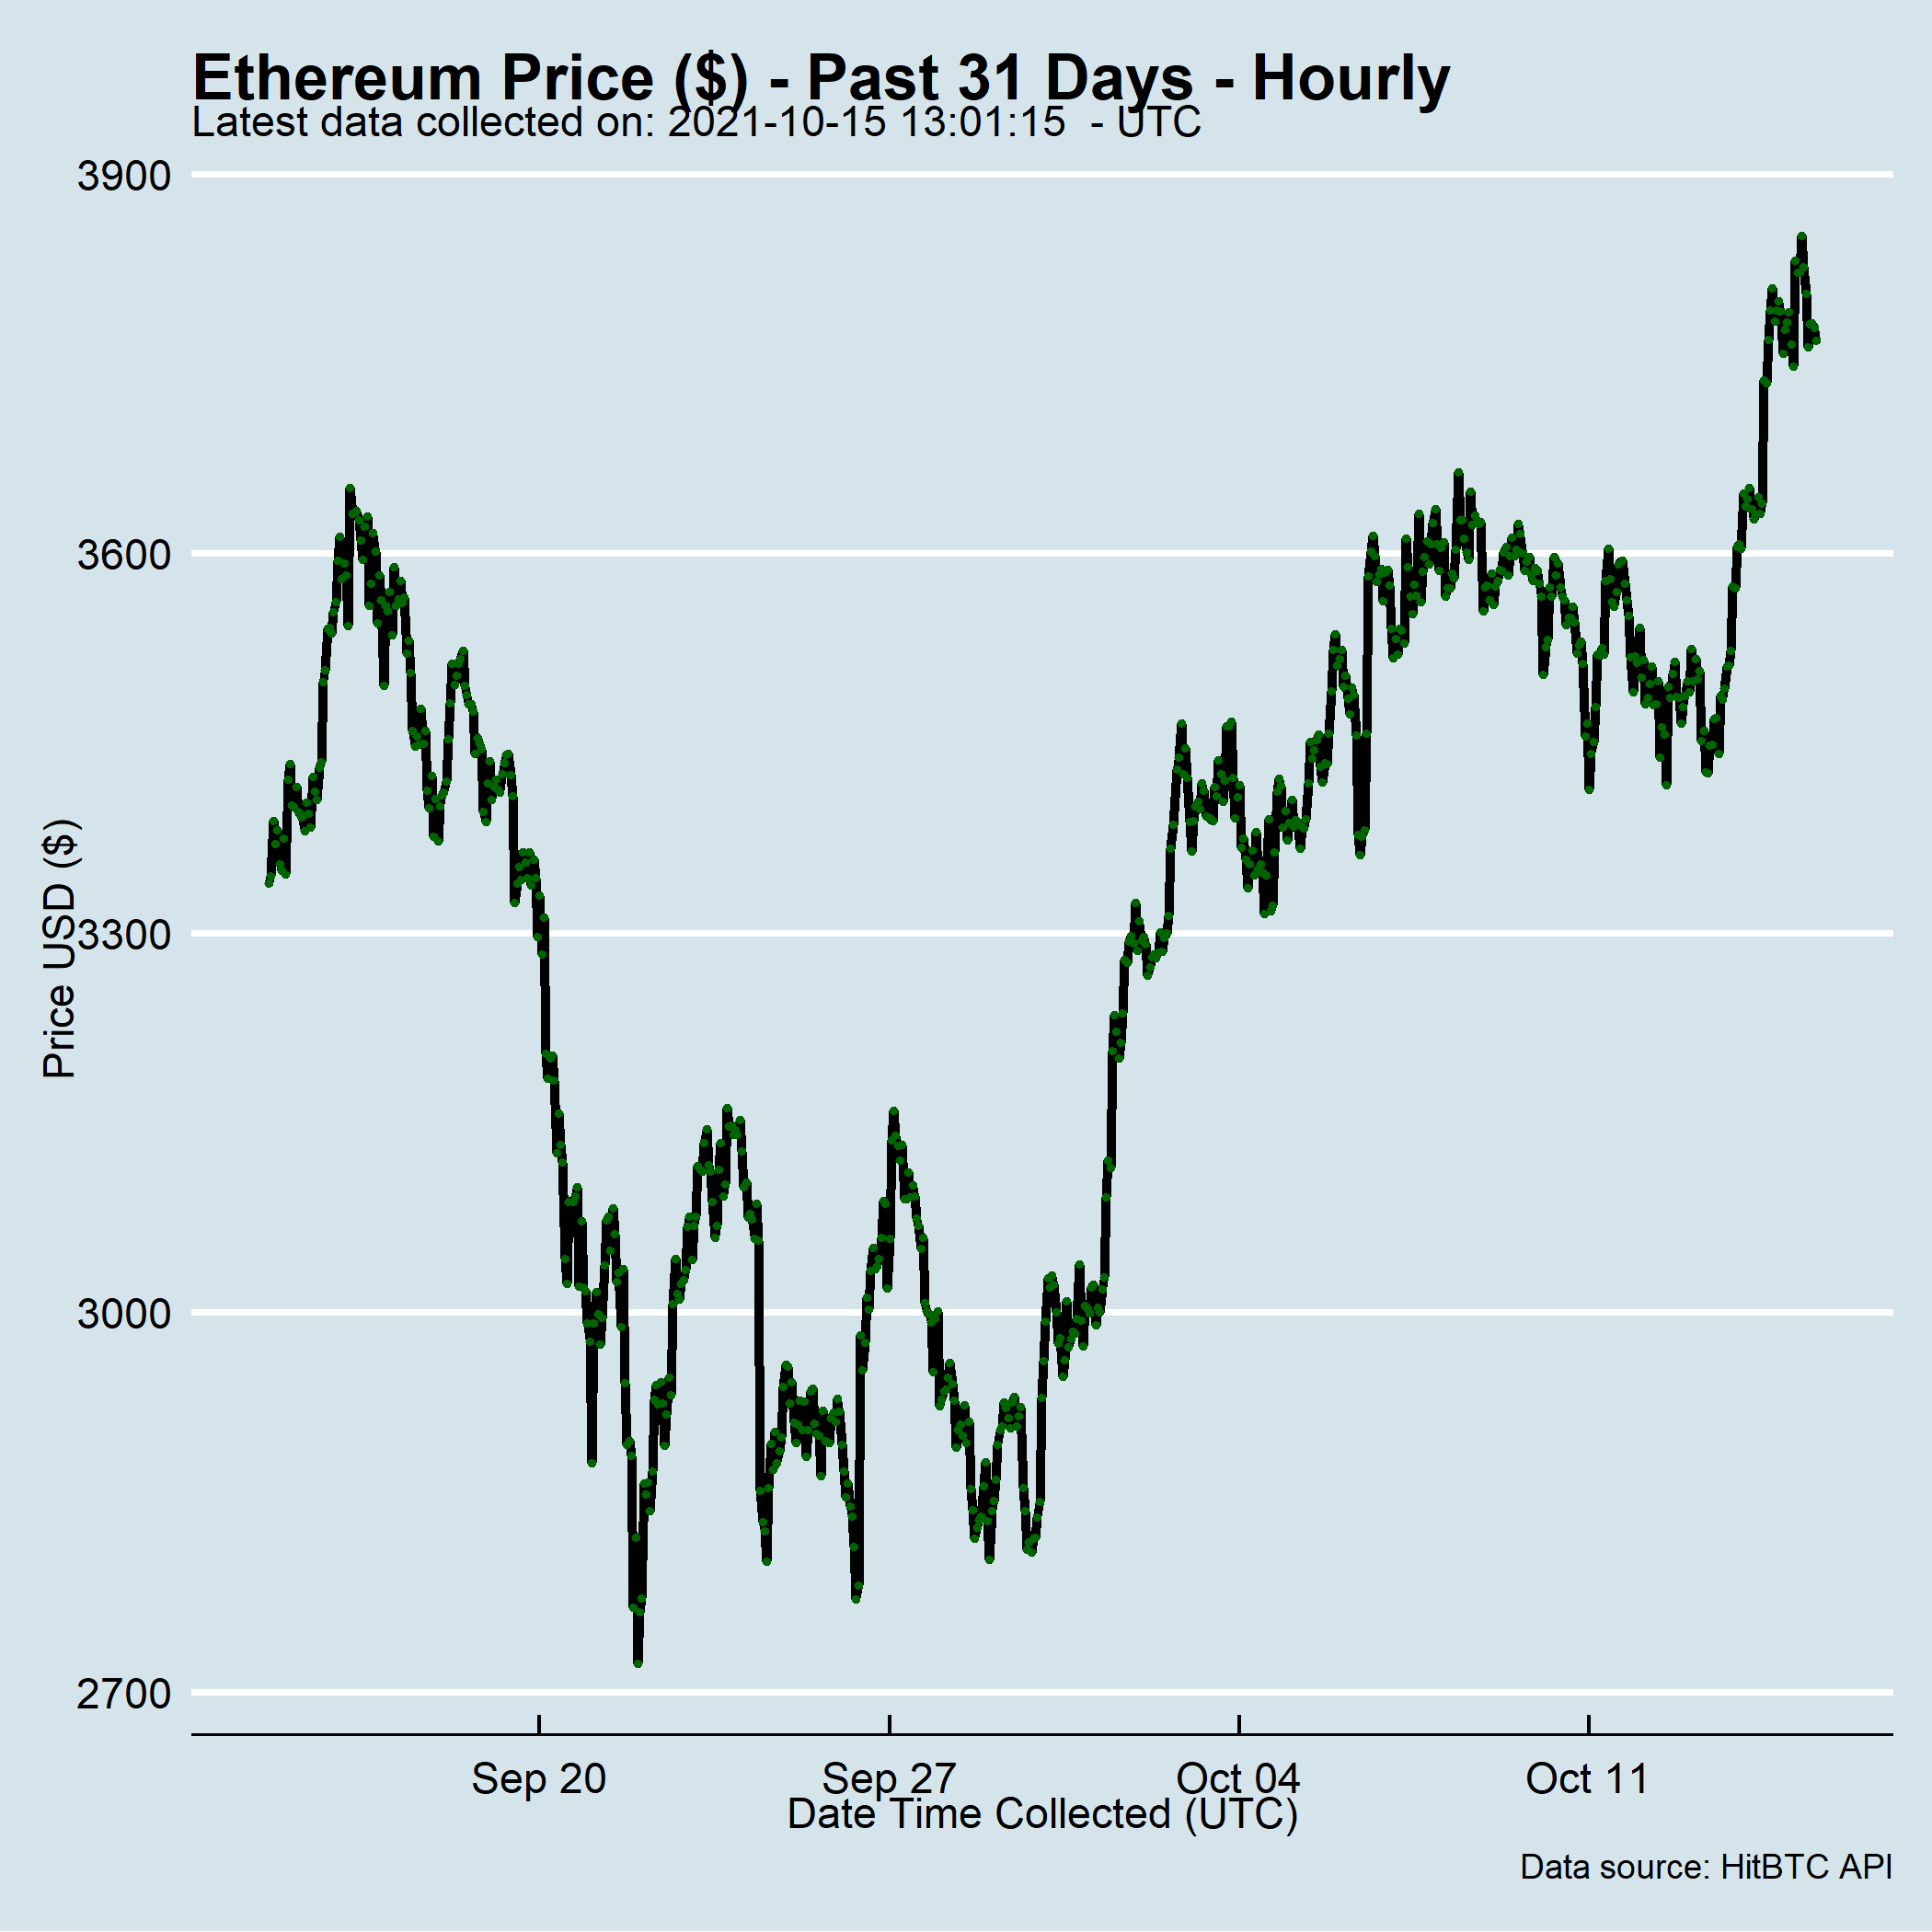 Ethereum Price ($) - Past 31 Days - Hourly
Latest data collected on: 2021-10-15 13:01:15  - UTC
3900
3600
3300
3000
2700
Price USD ($)
Sep 20
Sep 27
Oct 04
Oct 11
Date Time Collected (UTC)
Data source: HitBTC API